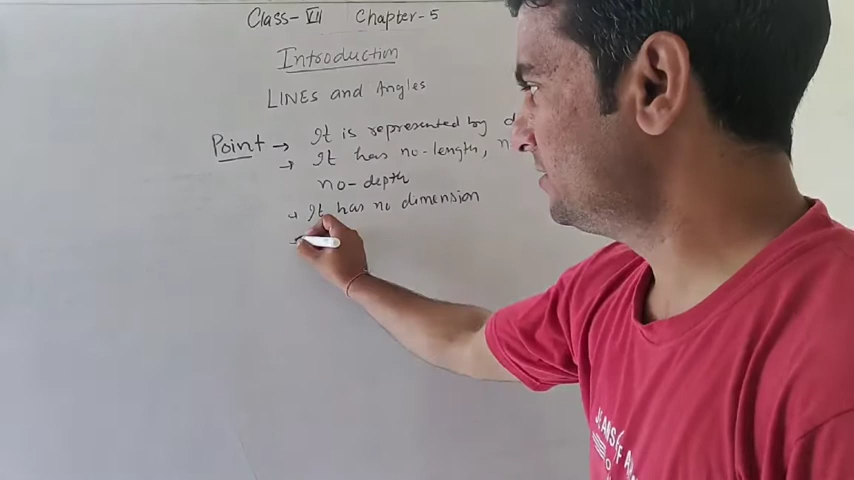 Class-VII Chapter-5
Introduction
LINES and Angles
Point → It is represented by
→ It has no-length,
no-depth
→ It has no dimension
JEANS